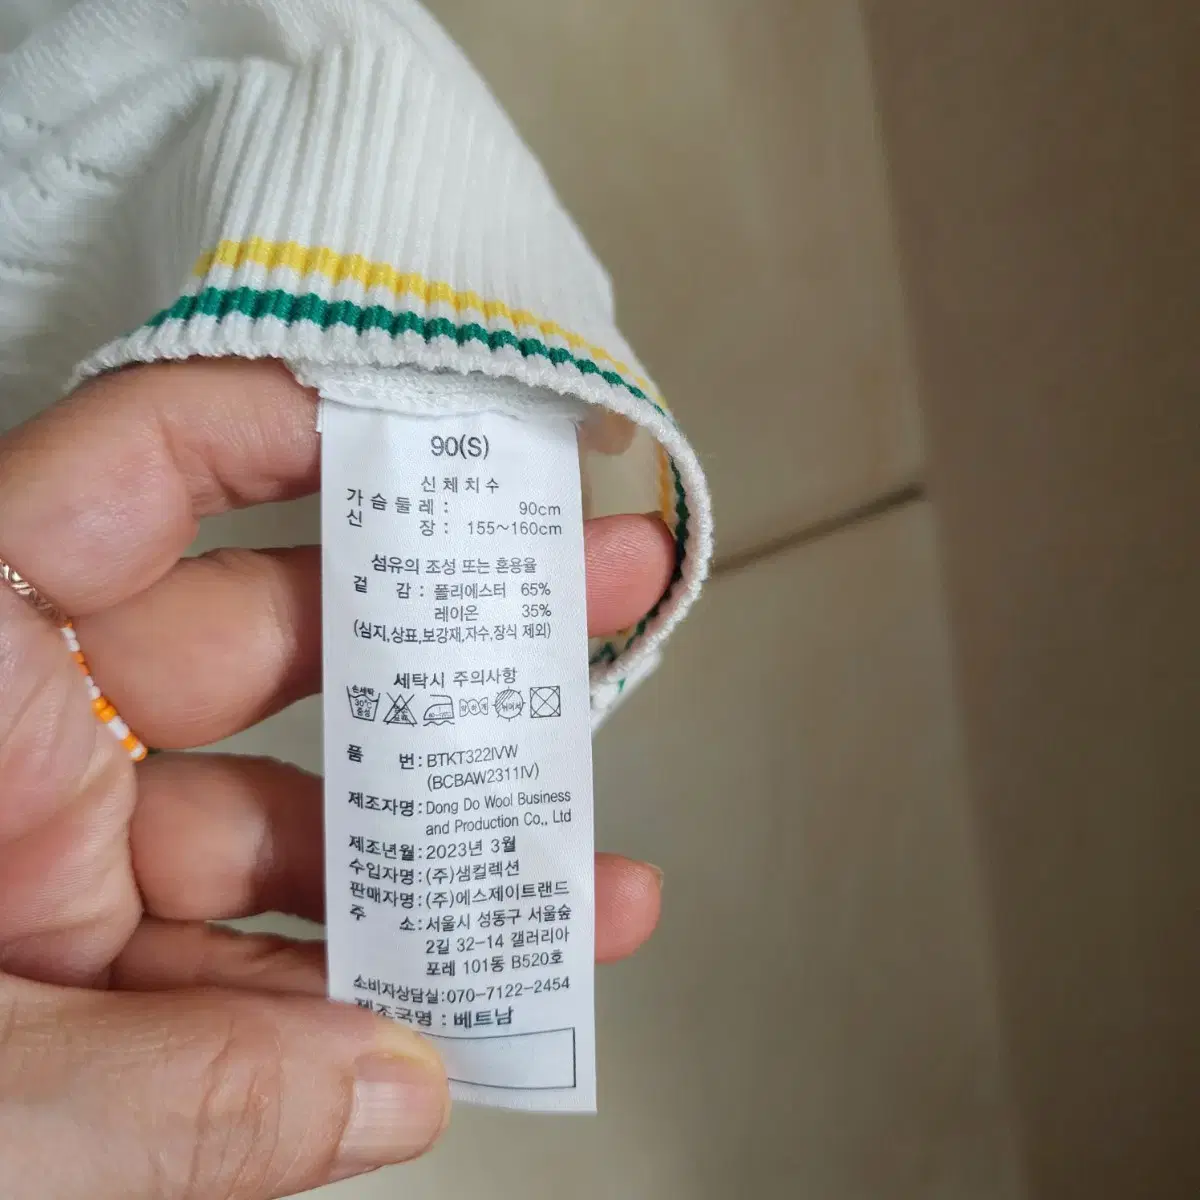 90(S)
신체치수
가슴둘레: 90cm
신 장: 155~160cm
섬유의 조성 또는 혼용율
겉 감: 폴리에스터 65%
레이온 35%
(심지,상표,보강재,자수,장식 제외)
세탁시 주의사항
손세탁
30℃
중성
품 번: BTKT322IVW
(BCBAW2311IV)
제조자명: Dong Do Wool Business
and Production Co,. Ltd
제조년월: 2023년 3월
수입자명: (주)샘컬렉션
판매자명: (주)에스제이트랜드
주 소: 서울시 성동구 서울숲
2길 32-14 갤러리아
포레 101동 B520호
소비자상담실: 070-7122-2454
제조국명 : 베트남